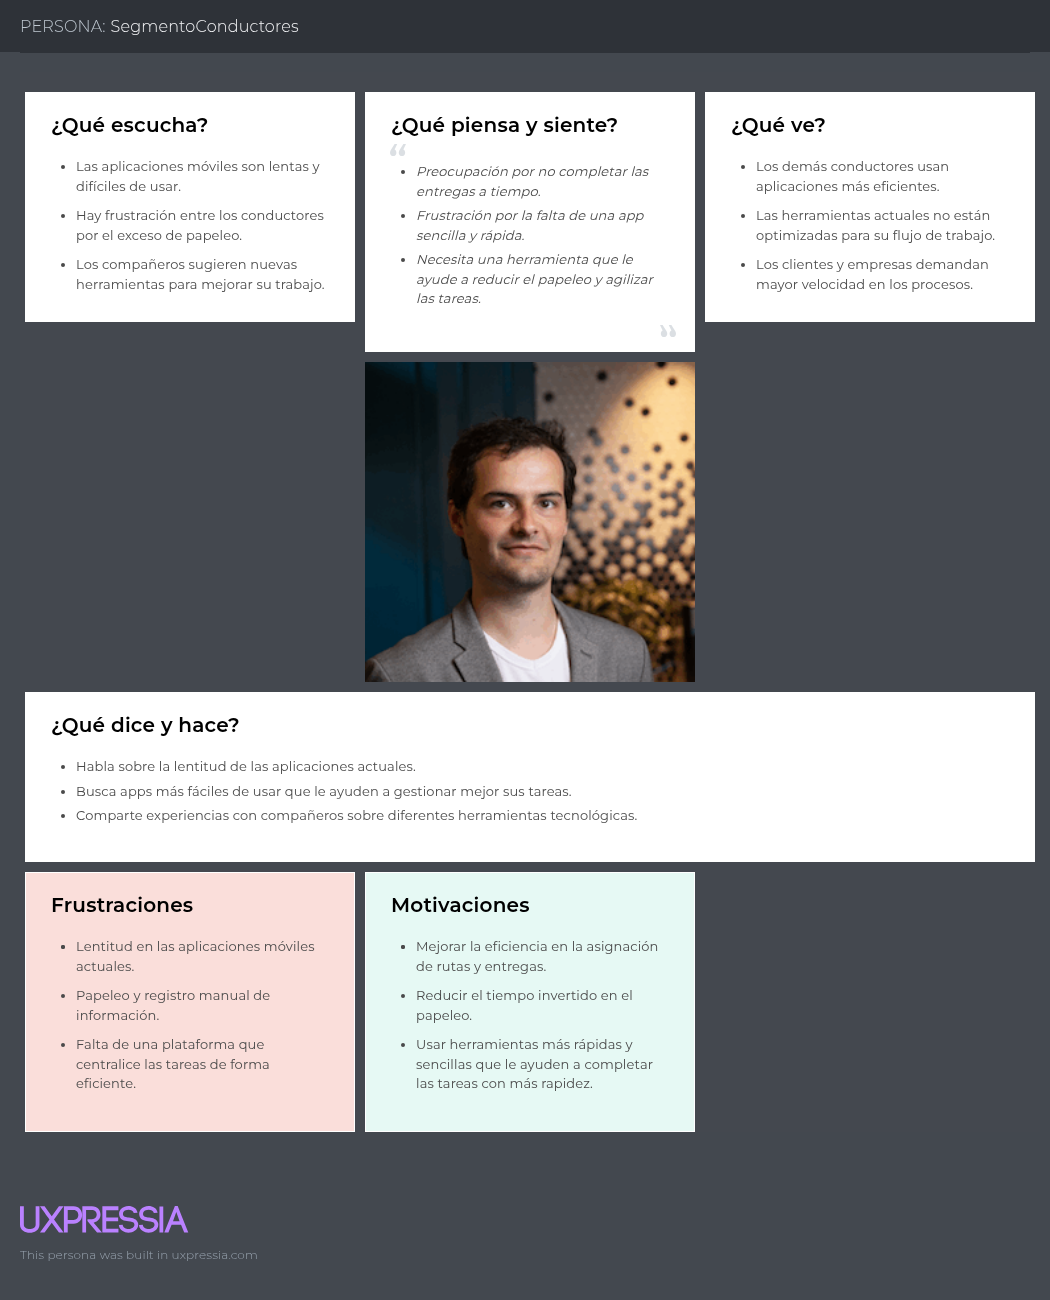 PERSONA: SegmentoConductores
¿Qué escucha?
Las aplicaciones móviles son lentas y
difíciles de usar.
Hay frustración entre los conductores
por el exceso de papeleo.
Los compañeros sugieren nuevas
herramientas para mejorar su trabajo.
¿Qué piensa y siente?
“
Preocupación por no completar las
entregas a tiempo.
Frustración por la falta de una app
sencilla y rápida.
Necesita una herramienta que le
ayude a reducir el papeleo y agilizar
las tareas.
”
¿Qué ve?
Los demás conductores usan
aplicaciones más eficientes.
Las herramientas actuales no están
optimizadas para su flujo de trabajo.
Los clientes y empresas demandan
mayor velocidad en los procesos.
¿Qué dice y hace?
Habla sobre la lentitud de las aplicaciones actuales.
Busca apps más fáciles de usar que le ayuden a gestionar mejor sus tareas.
Comparte experiencias con compañeros sobre diferentes herramientas tecnológicas.
Frustraciones
Lentitud en las aplicaciones móviles
actuales.
Papeleo y registro manual de
información.
Falta de una plataforma que
centralice las tareas de forma
eficiente.
Motivaciones
Mejorar la eficiencia en la asignación
de rutas y entregas.
Reducir el tiempo invertido en el
papeleo.
Usar herramientas más rápidas y
sencillas que le ayuden a completar
las tareas con más rapidez.
UXPRESSIA
This persona was built in uxpressia.com